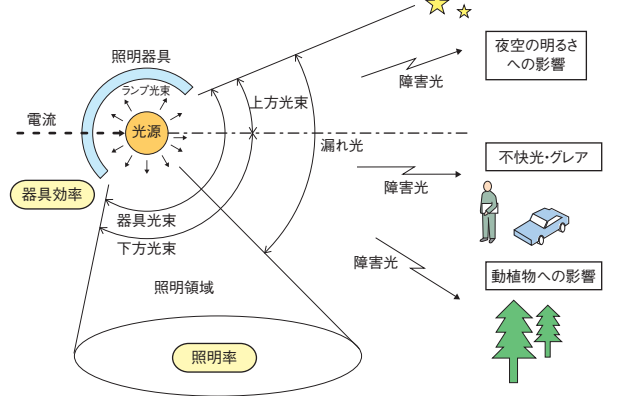 照明器具
ランプ光束
電流
光源
器具効率
上方光束
漏れ光
器具光束
下方光束
照明領域
照明率
障害光
夜空の明るさ
への影響
障害光
不快光・グレア
障害光
動植物への影響